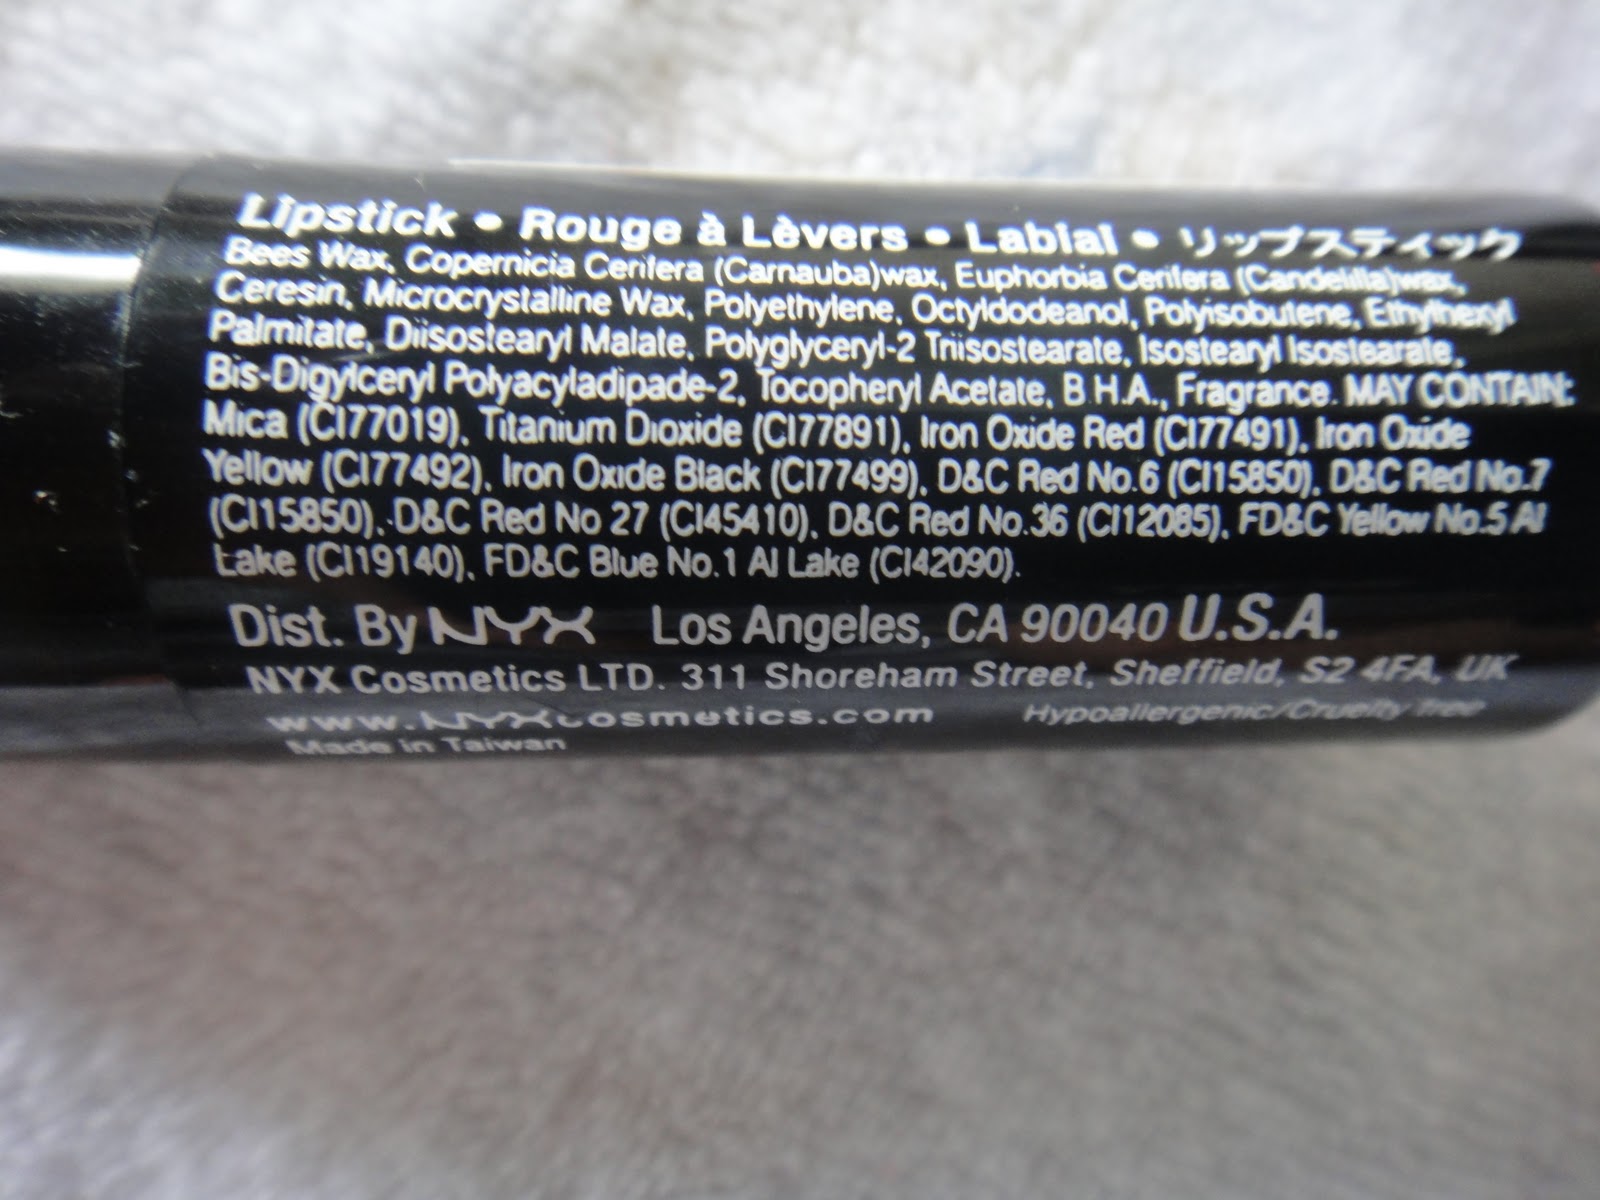 Lipstick • Rouge à Lèvers • Labial • リップスティック
Bees Wax, Copernicia Cerifera (Carnauba)wax, Euphorbia Cerifera (Candelilla)wax,
Ceresin, Microcrystalline Wax, Polyethylene, Octyldodeanol, Polyisobutene, Ethylhexyl
Palmitate, Diisostearyl Malate, Polyglyceryl-2 Triisostearate, Isostearyl Isostearate,
Bis-Digylceryl Polyacyladipade-2, Tocopheryl Acetate, B.H.A., Fragrance. MAY CONTAIN:
Mica (CI77019), Titanium Dioxide (CI77891), Iron Oxide Red (CI77491), Iron Oxide
Yellow (CI77492), Iron Oxide Black (CI77499), D&C Red No.6 (CI15850), D&C Red No.7
(CI15850), D&C Red No 27 (CI45410), D&C Red No.36 (CI12085), FD&C Yellow No.5 Al
Lake (CI19140), FD&C Blue No.1 Al Lake (CI42090).
Dist. By NYX Los Angeles, CA 90040 U.S.A.
NYX Cosmetics LTD. 311 Shoreham Street, Sheffield, S2 4FA, UK
www.NYXcosmetics.com Hypoallergenic/Cruelty free
Made in Taiwan